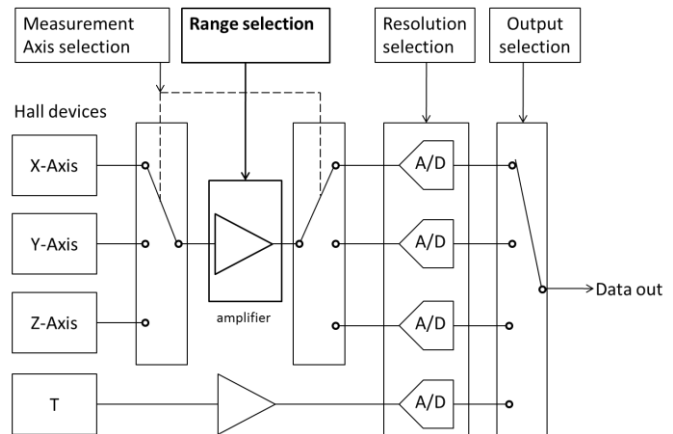 Measurement
Axis selection
Range selection
Resolution
selection
Output
selection
Hall devices
X-Axis
A/D
Y-Axis
A/D
Data out
amplifier
Z-Axis
A/D
T
A/D